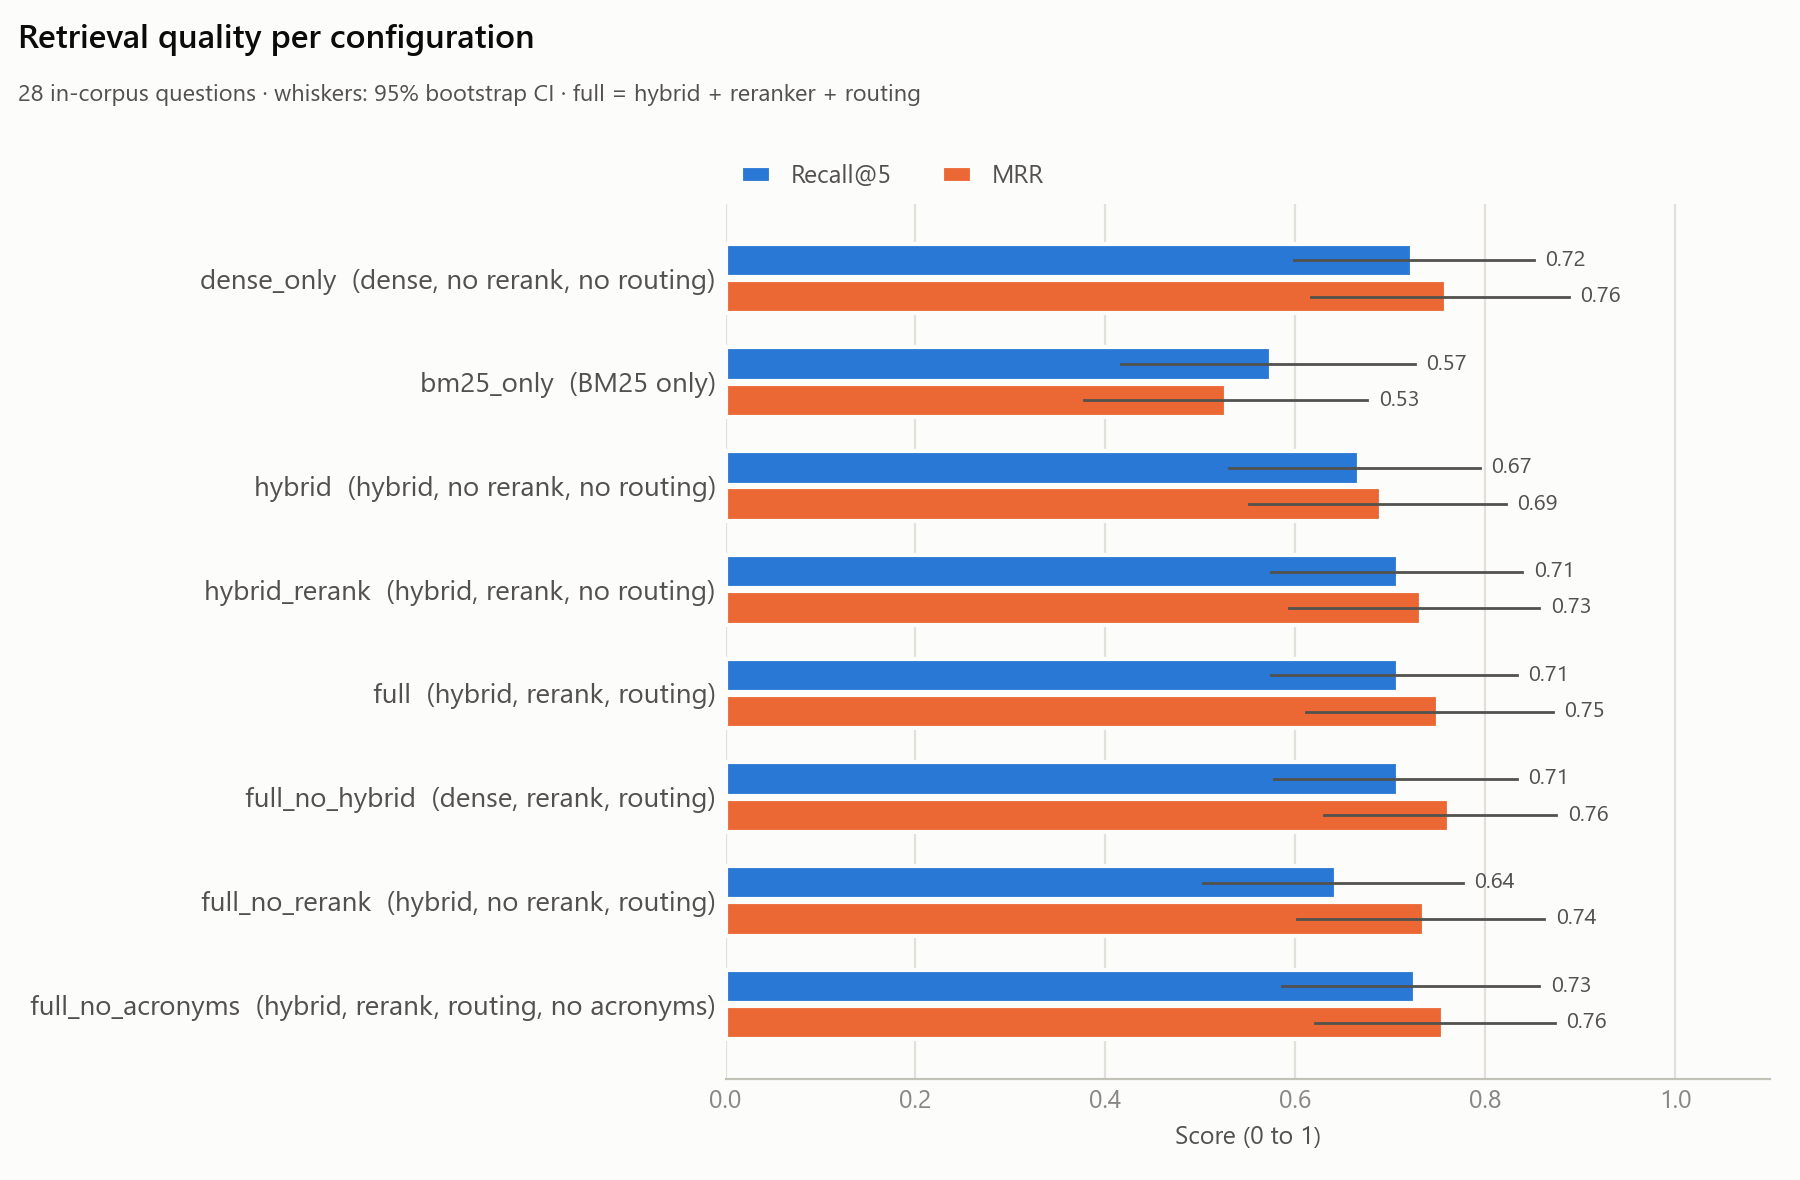 Retrieval quality per configuration
28 in-corpus questions · whiskers: 95% bootstrap CI · full = hybrid + reranker + routing
Recall@5 MRR
dense_only (dense, no rerank, no routing) 0.72
0.76
bm25_only (BM25 only) 0.57
0.53
hybrid (hybrid, no rerank, no routing) 0.67
0.69
hybrid_rerank (hybrid, rerank, no routing) 0.71
0.73
full (hybrid, rerank, routing) 0.71
0.75
full_no_hybrid (dense, rerank, routing) 0.71
0.76
full_no_rerank (hybrid, no rerank, routing) 0.64
0.74
full_no_acronyms (hybrid, rerank, routing, no acronyms) 0.73
0.76
0.0 0.2 0.4 0.6 0.8 1.0
Score (0 to 1)